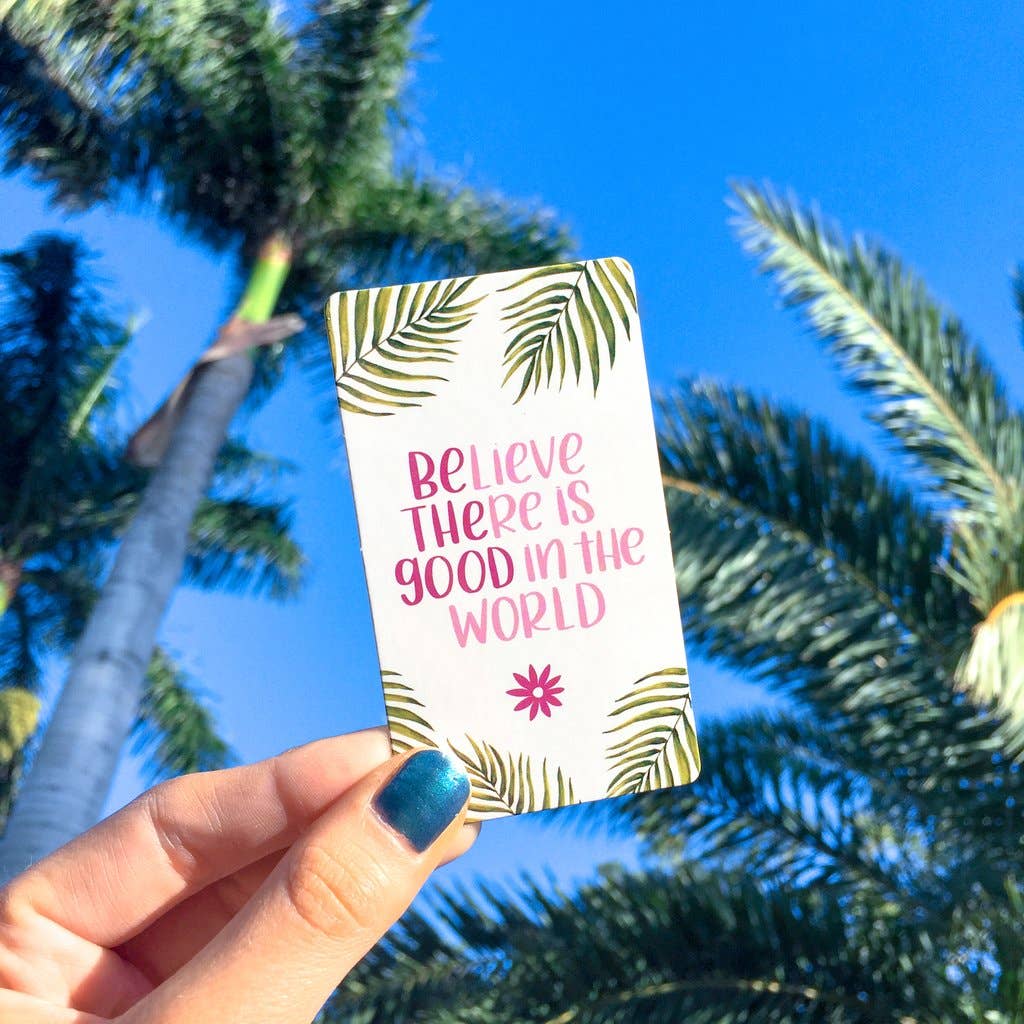 BeLieve
THeRe is
gOOD in tHe
WORLD